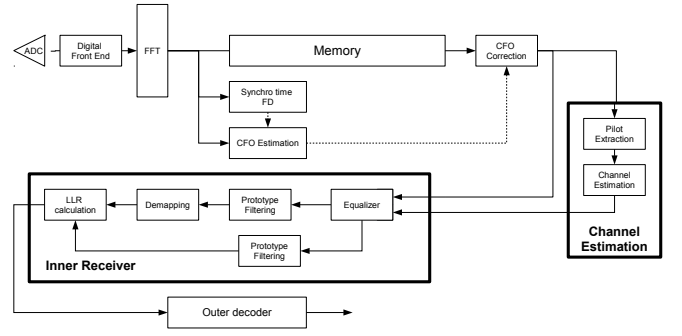 ADC
Digital
Front End
FFT
Memory
CFO
Correction
Synchro time
FD
CFO Estimation
Pilot
Extraction
Channel
Estimation
Channel
Estimation
LLR
calculation
Demapping
Prototype
Filtering
Equalizer
Prototype
Filtering
Inner Receiver
Outer decoder